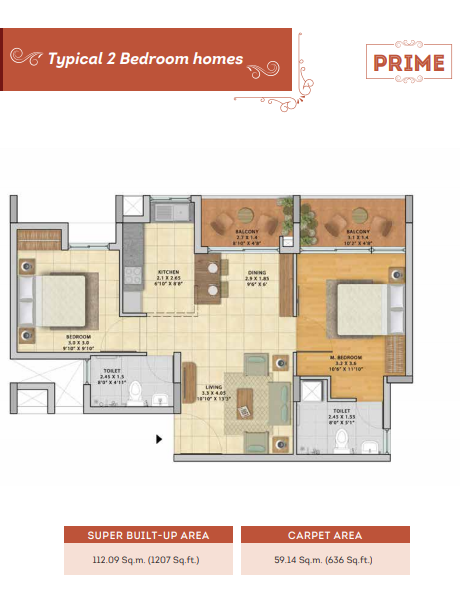 Typical 2 Bedroom homes
PRIME
BALCONY
2.7 X 1.4
8'10" X 4'8"
BALCONY
3.1 X 1.4
10'2" X 4'8"
KITCHEN
2.1 X 2.65
6'10" X 8'8"
DINING
2.9 X 1.85
9'6" X 6'
BEDROOM
3.0 X 3.0
9'10" X 9'10"
M. BEDROOM
3.2 X 3.6
10'6" X 11'10"
TOILET
2.45 X 1.5
8'0" X 4'11"
LIVING
3.3 X 4.05
10'10" X 13'3"
TOILET
2.45 X 1.55
8'0" X 5'1"
SUPER BUILT-UP AREA
112.09 Sq.m. (1207 Sq.ft.)
CARPET AREA
59.14 Sq.m. (636 Sq.ft.)